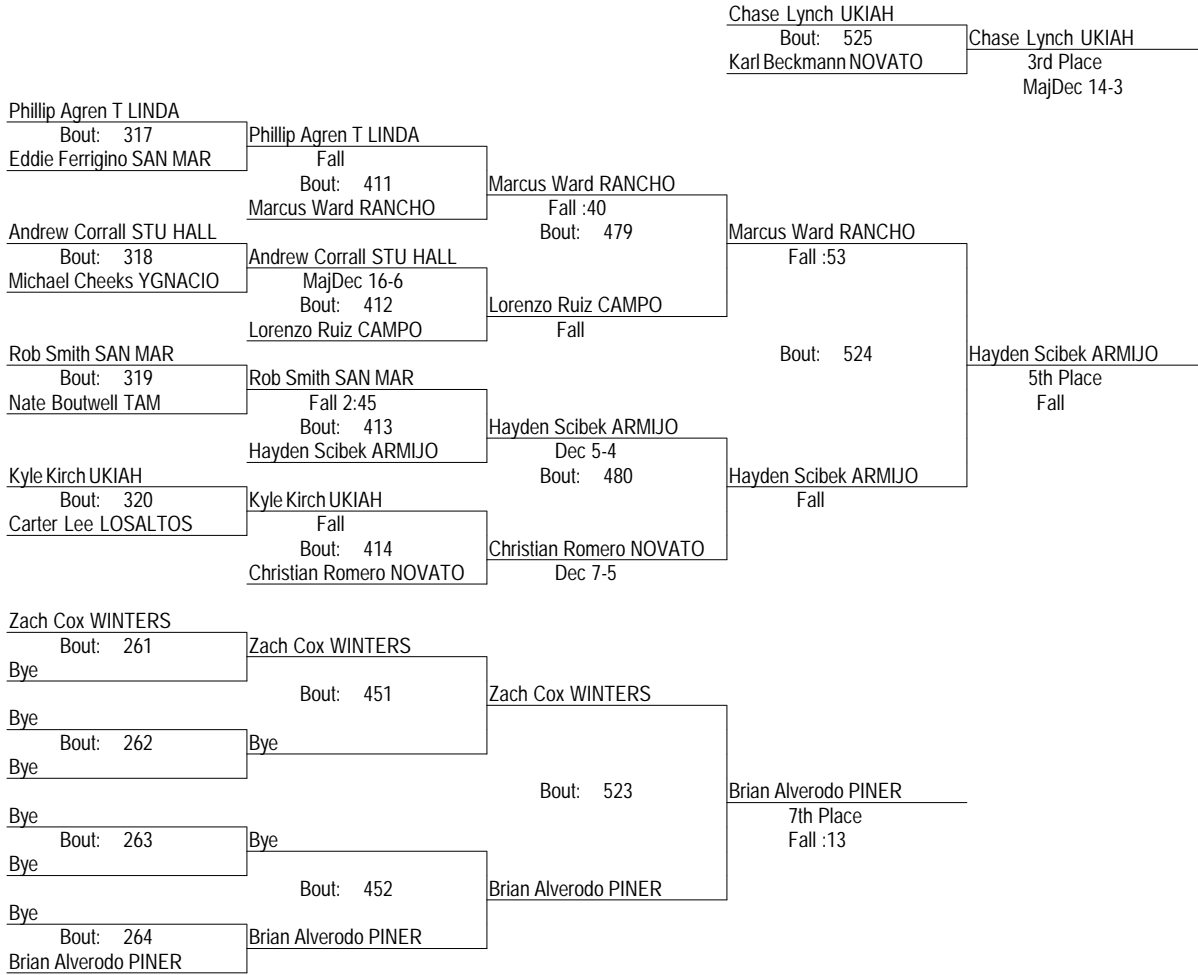 Chase Lynch UKIAH
Bout: 525
Chase Lynch UKIAH
Karl Beckmann NOVATO
3rd Place
MajDec 14-3
Phillip Agren T LINDA
Bout: 317
Phillip Agren T LINDA
Eddie Ferrigino SAN MAR
Fall
Bout: 411
Marcus Ward RANCHO
Marcus Ward RANCHO
Fall :40
Andrew Corrall STU HALL
Bout: 479
Marcus Ward RANCHO
Bout: 318
Andrew Corrall STU HALL
Fall :53
Michael Cheeks YGNACIO
MajDec 16-6
Bout: 412
Lorenzo Ruiz CAMPO
Lorenzo Ruiz CAMPO
Fall
Rob Smith SAN MAR
Bout: 524
Hayden Scibek ARMIJO
Bout: 319
Rob Smith SAN MAR
5th Place
Nate Boutwell TAM
Fall 2:45
Fall
Bout: 413
Hayden Scibek ARMIJO
Hayden Scibek ARMIJO
Dec 5-4
Kyle Kirch UKIAH
Bout: 480
Hayden Scibek ARMIJO
Bout: 320
Kyle Kirch UKIAH
Fall
Carter Lee LOSALTOS
Fall
Bout: 414
Christian Romero NOVATO
Christian Romero NOVATO
Dec 7-5
Zach Cox WINTERS
Bout: 261
Zach Cox WINTERS
Bye
Bout: 451
Zach Cox WINTERS
Bye
Bout: 262
Bye
Bye
Bout: 523
Brian Alverodo PINER
Bye
7th Place
Bout: 263
Bye
Fall :13
Bye
Bout: 452
Brian Alverodo PINER
Bye
Bout: 264
Brian Alverodo PINER
Brian Alverodo PINER